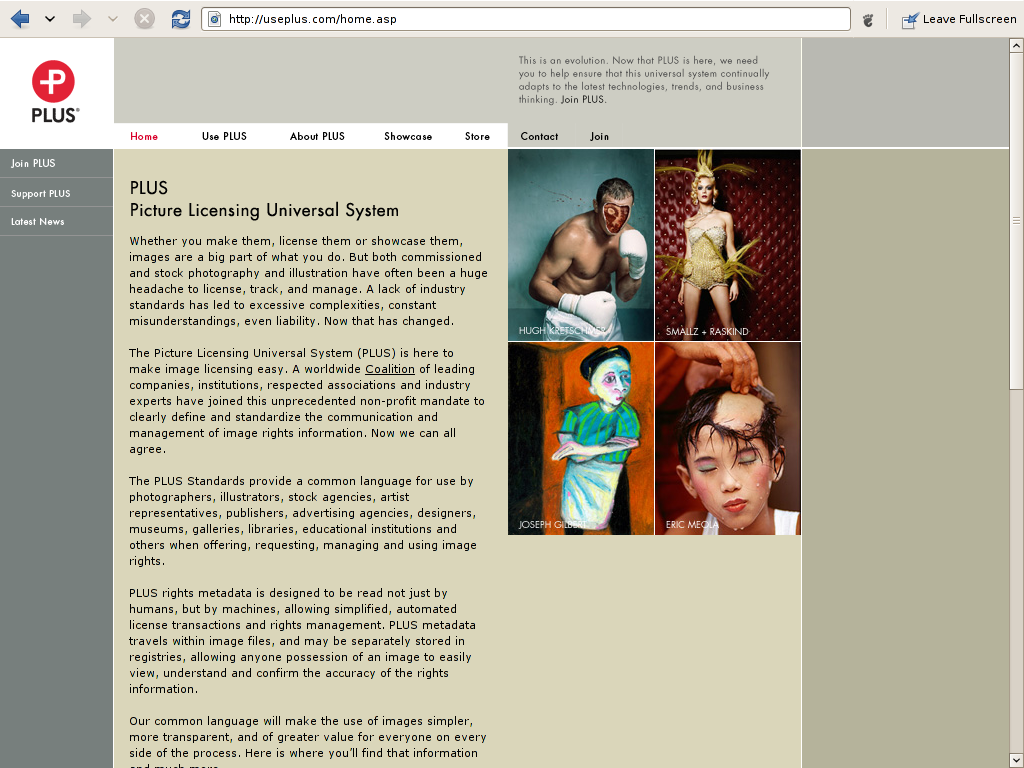 http://useplus.com/home.asp
Leave Fullscreen
PLUS®
This is an evolution. Now that PLUS is here, we need
you to help ensure that this universal system continually
adapts to the latest technologies, trends, and business
thinking. Join PLUS.
Home Use PLUS About PLUS Showcase Store Contact Join
Join PLUS
Support PLUS
Latest News
PLUS
Picture Licensing Universal System
Whether you make them, license them or showcase them,
images are a big part of what you do. But both commissioned
and stock photography and illustration have often been a huge
headache to license, track, and manage. A lack of industry
standards has led to excessive complexities, constant
misunderstandings, even liability. Now that has changed.
The Picture Licensing Universal System (PLUS) is here to
make image licensing easy. A worldwide Coalition of leading
companies, institutions, respected associations and industry
experts have joined this unprecedented non-profit mandate to
clearly define and standardize the communication and
management of image rights information. Now we can all
agree.
The PLUS Standards provide a common language for use by
photographers, illustrators, stock agencies, artist
representatives, publishers, advertising agencies, designers,
museums, galleries, libraries, educational institutions and
others when offering, requesting, managing and using image
rights.
PLUS rights metadata is designed to be read not just by
humans, but by machines, allowing simplified, automated
license transactions and rights management. PLUS metadata
travels within image files, and may be separately stored in
registries, allowing anyone possession of an image to easily
view, understand and confirm the accuracy of the rights
information.
Our common language will make the use of images simpler,
more transparent, and of greater value for everyone on every
side of the process. Here is where you'll find that information
and much more
HUGH KRETSCHMER
SMALLZ + RASKIND
JOSEPH GILBERT
ERIC MEOLA